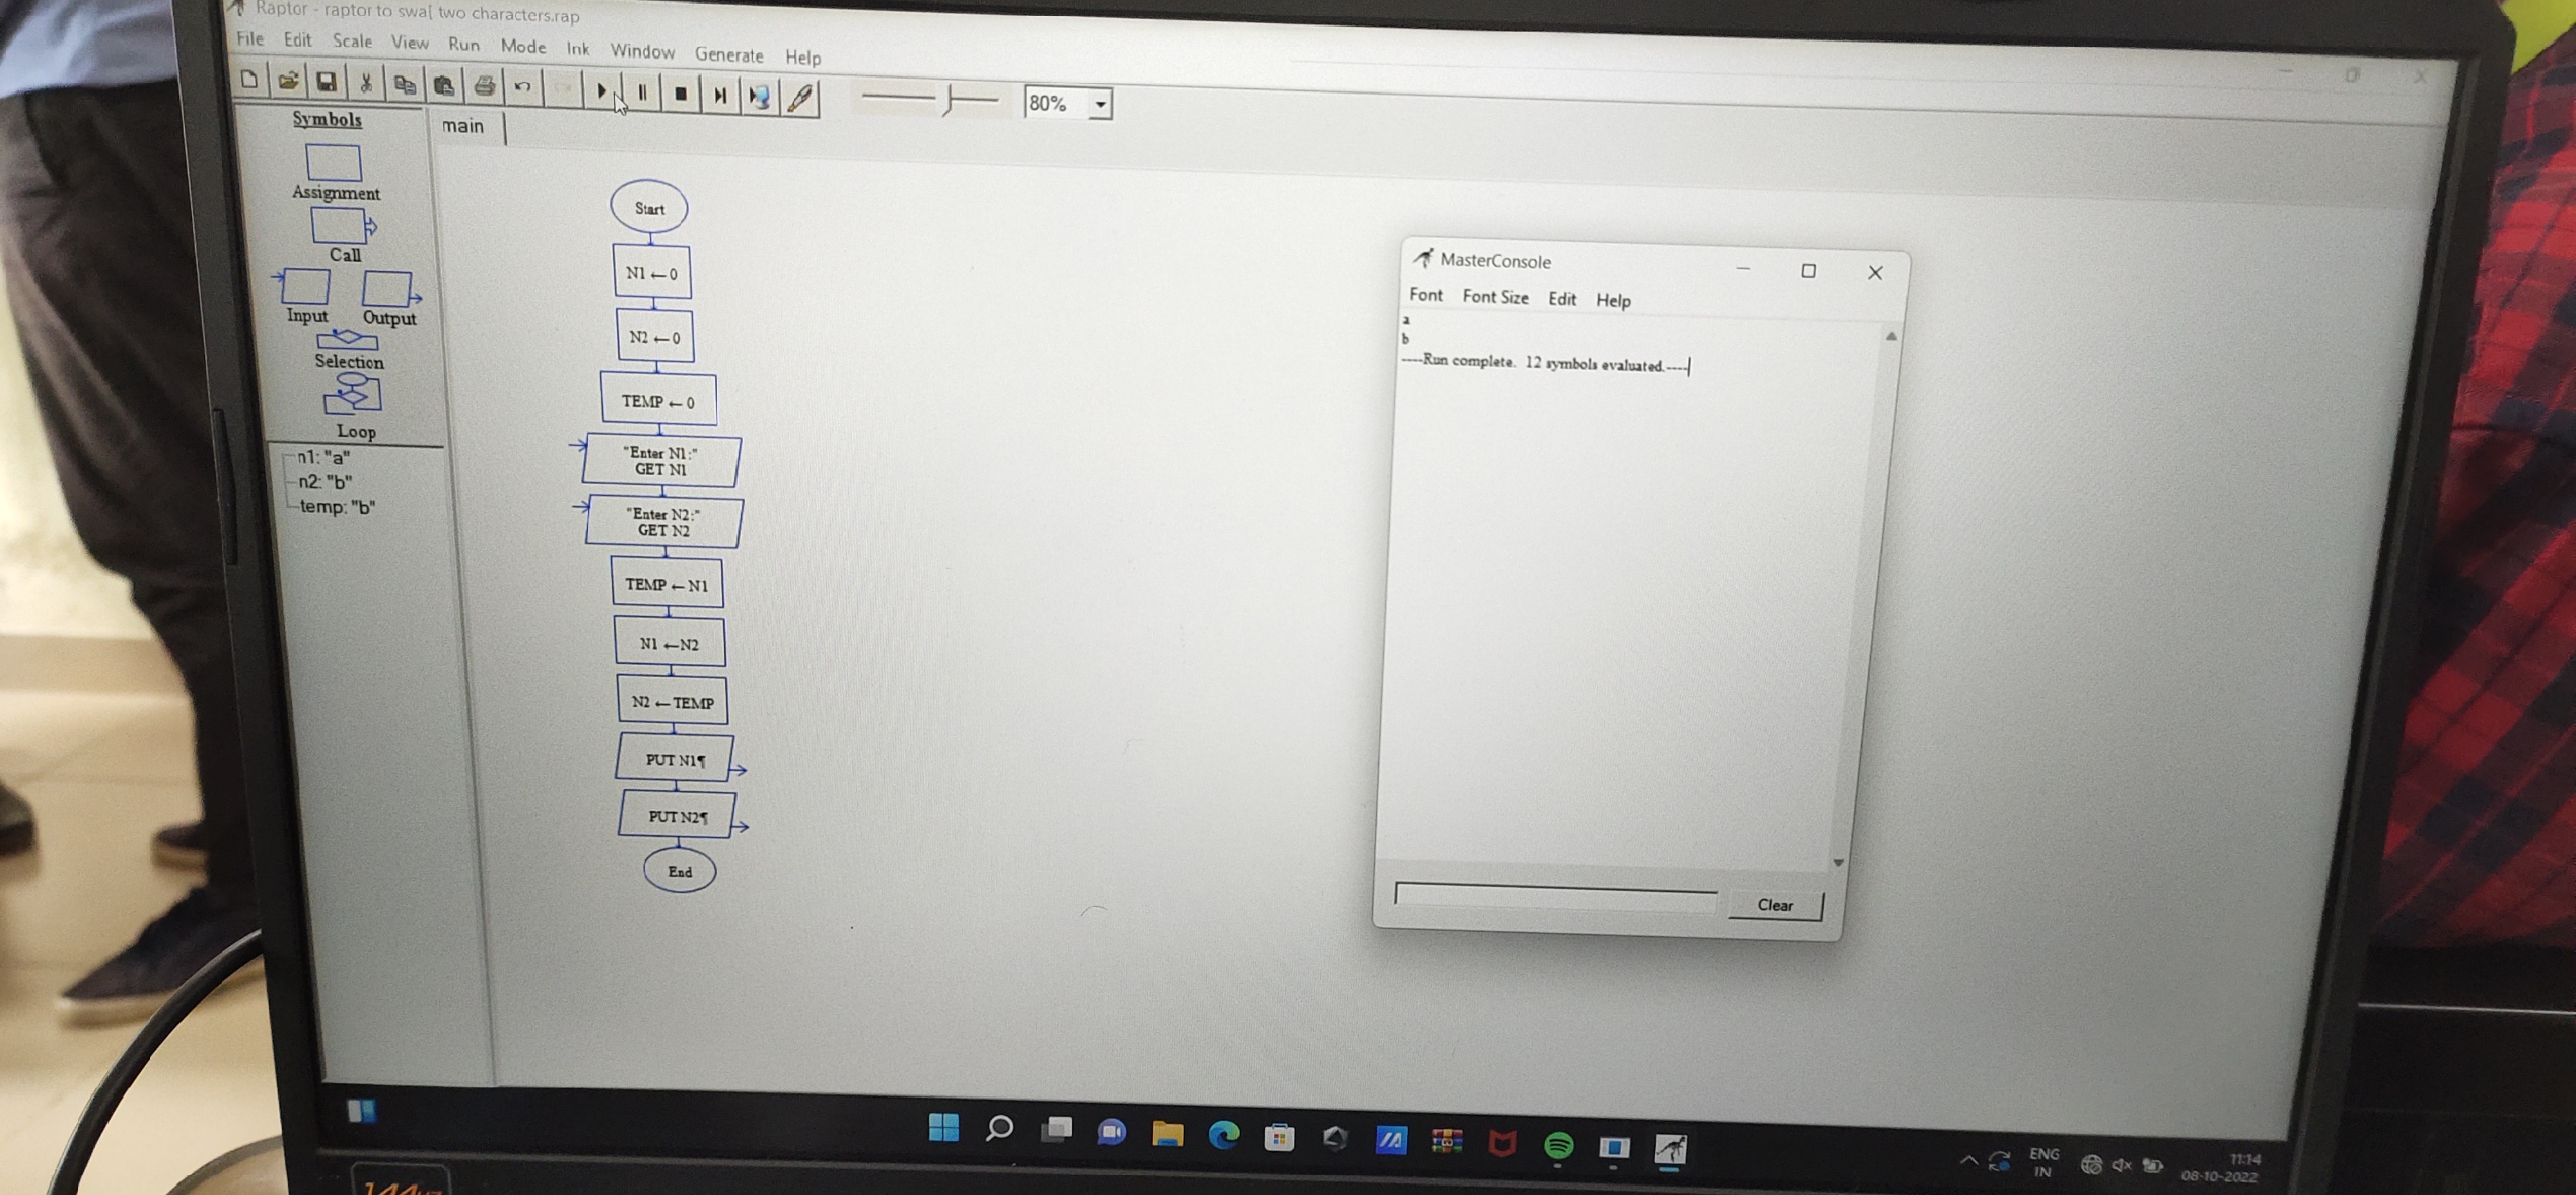 Raptor - raptor to swa[ two characters.rap
File Edit Scale View Run Mode Ink Window Generate Help
80%
Symbols
main
Assignment
Call
Input Output
Selection
Loop
n1: "a"
n2: "b"
temp: "b"
Start
N1 ← 0
N2 ← 0
TEMP ← 0
"Enter N1:"
GET N1
"Enter N2:"
GET N2
TEMP ← N1
N1 ← N2
N2 ← TEMP
PUT N1¶
PUT N2¶
End
MasterConsole
Font Font Size Edit Help
a
b
----Run complete. 12 symbols evaluated.----
Clear
ENG
IN
11:14
08-10-2022